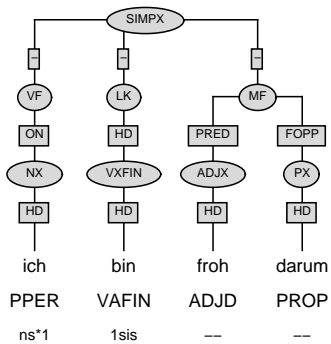 SIMPX
– – –
VF LK MF
ON HD PRED FOPP
NX VXFIN ADJX PX
HD HD HD HD
ich bin froh darum
PPER VAFIN ADJD PROP
ns*1 1sis –– ––